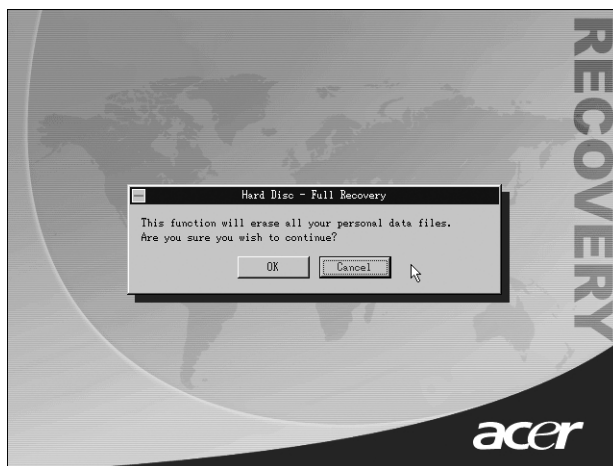 RECOVERY
Hard Disc - Full Recovery
This function will erase all your personal data files.
Are you sure you wish to continue?
OK
Cancel
acer